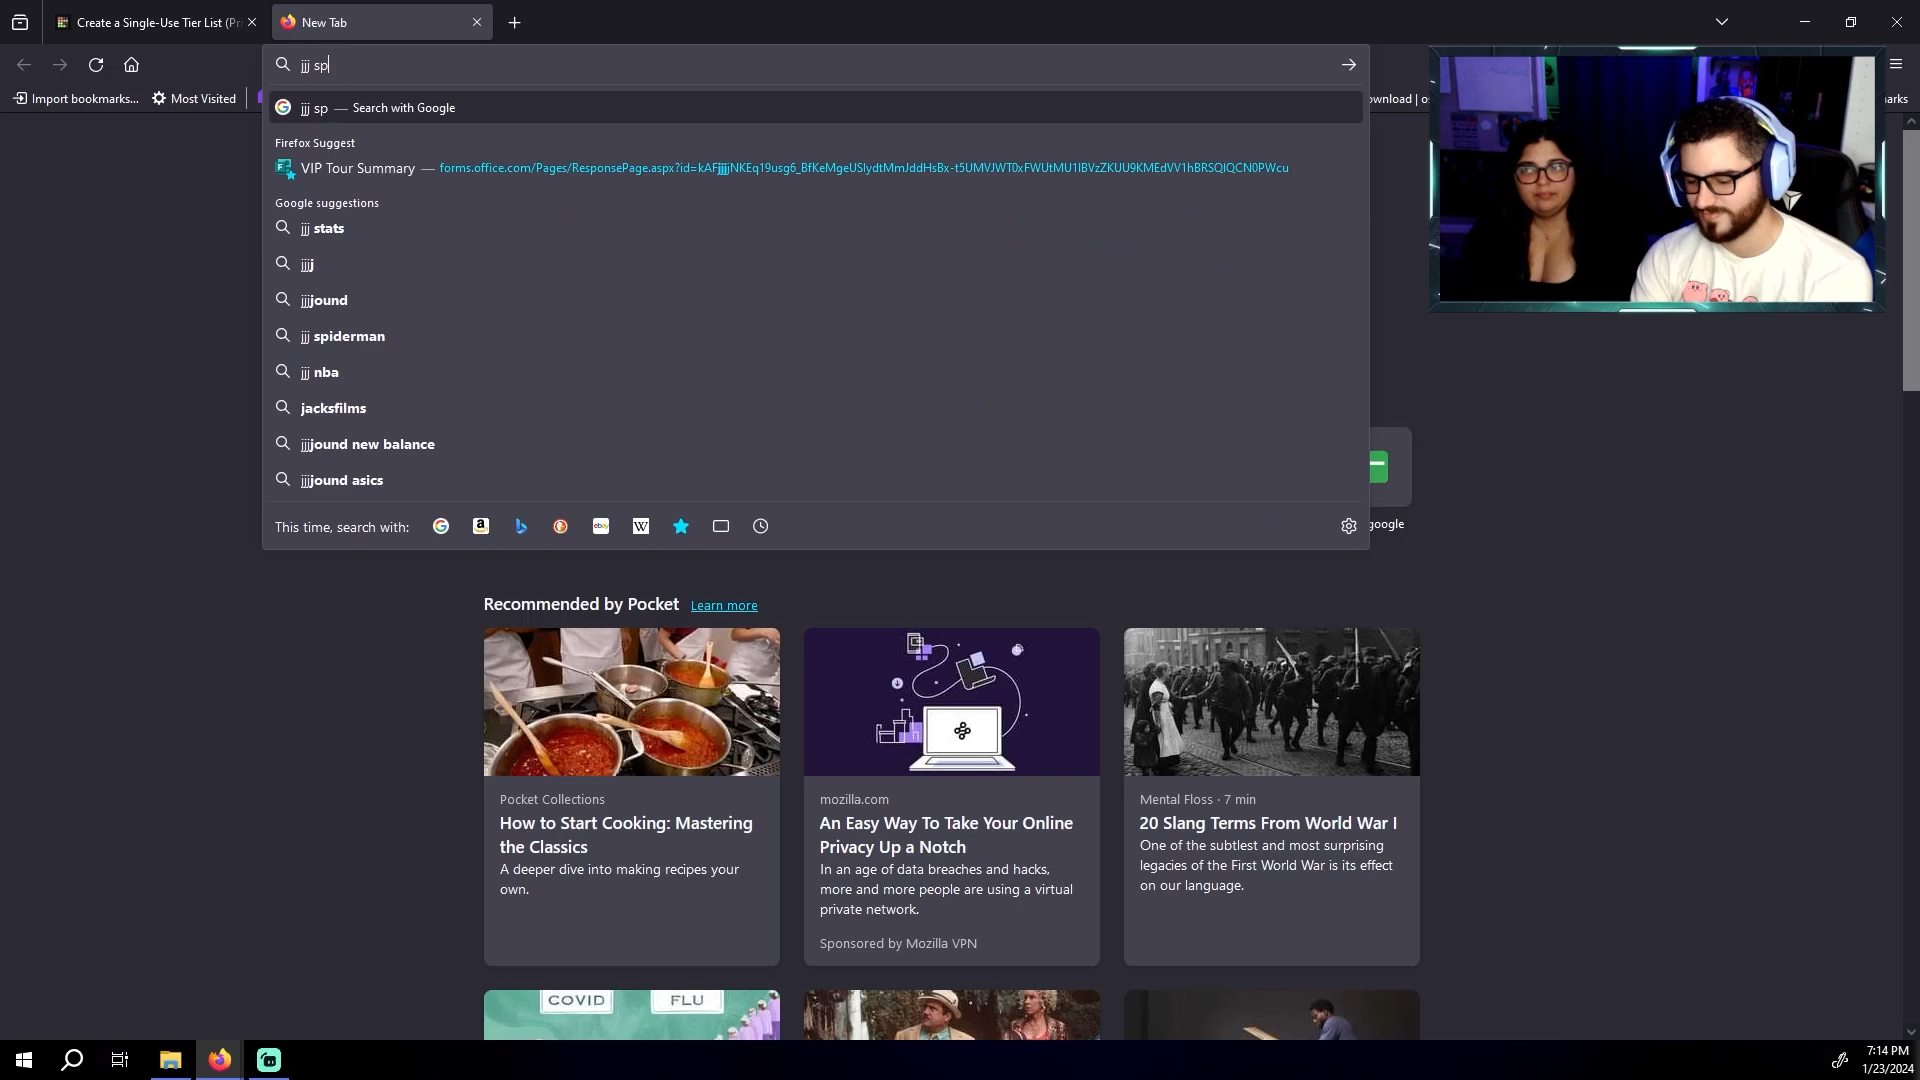 Create a Single-Use Tier List (Pr
New Tab
jjj sp
Import bookmarks...
Most Visited
ownload | o
arks
jjj sp — Search with Google
Firefox Suggest
VIP Tour Summary — forms.office.com/Pages/ResponsePage.aspx?id=kAFjjjjNKEq19usg6_BfKeMgeUSlydtMmJddHsBx-t5UMVJWT0xFWUtMU1lBVzZKUU9KMEdVV1hBRSQlQCN0PWcu
Google suggestions
jjj stats
jjjj
jjjjound
jjj spiderman
jjj nba
jacksfilms
jjjjound new balance
jjjjound asics
This time, search with:
google
Recommended by Pocket
Learn more
Pocket Collections
How to Start Cooking: Mastering
the Classics
A deeper dive into making recipes your
own.
mozilla.com
An Easy Way To Take Your Online
Privacy Up a Notch
In an age of data breaches and hacks,
more and more people are using a virtual
private network.
Sponsored by Mozilla VPN
Mental Floss · 7 min
20 Slang Terms From World War I
One of the subtlest and most surprising
legacies of the First World War is its effect
on our language.
COVID
FLU
7:14 PM
1/23/2024